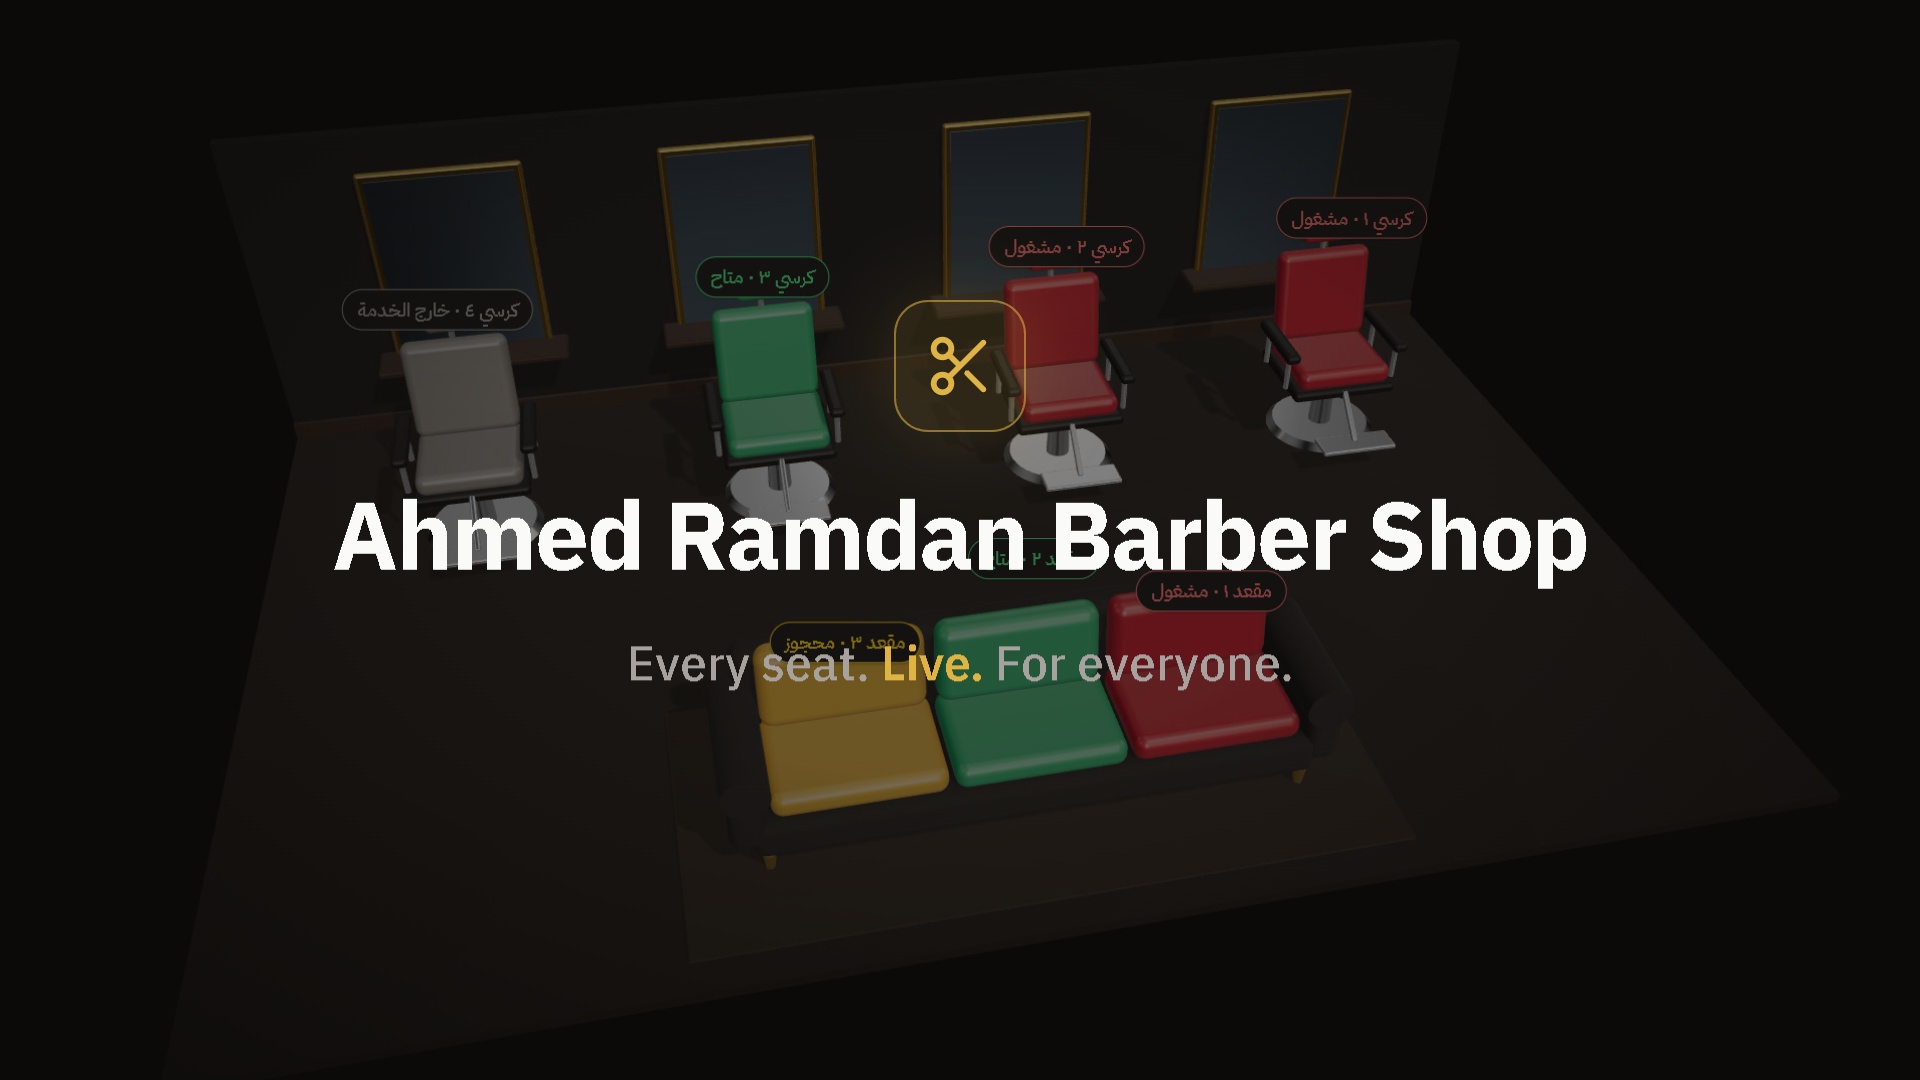 كرسي ١ · مشغول
كرسي ٢ · مشغول
كرسي ٣ · متاح
كرسي ٤ · خارج الخدمة
Ahmed Ramdan Barber Shop
٢
مقعد ١ · مشغول
مقعد ٣ · محجوز
Every seat. Live. For everyone.